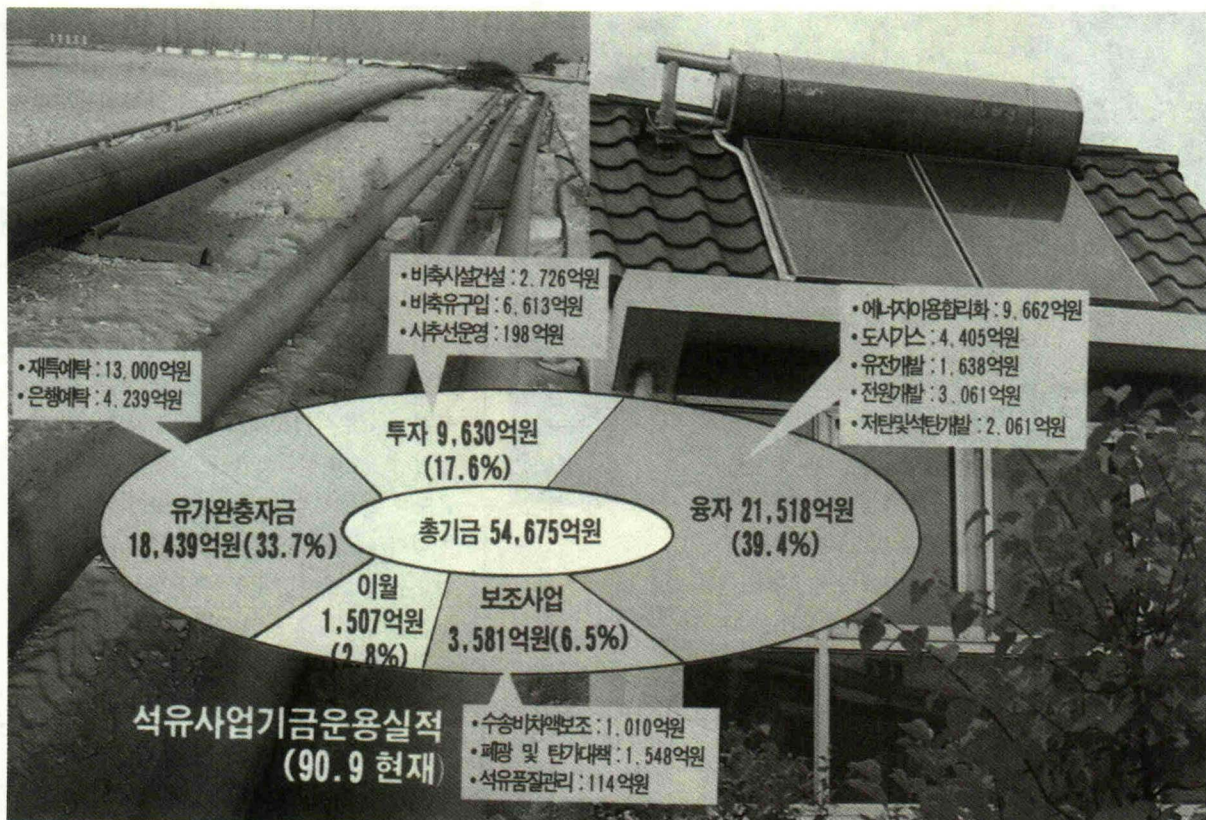 • 비축시설건설 : 2.726억원
• 비축유구입 : 6,613억원
• 시추선운영 : 198억원
• 에너지이용합리화 : 9.662억원
• 도시가스 : 4,405억원
• 유전개발 : 1,638억원
• 전원개발 : 3.061억원
• 저탄및석탄개발 : 2.061억원
• 재특예탁 : 13,000억원
• 은행예탁 : 4,239억원
투자 9,630억원
(17.6%)
유가완충자금
18,439억원(33.7%)
총기금 54,675억원
융자 21,518억원
(39.4%)
이월
1,507억원
(2.8%)
보조사업
3,581억원(6.5%)
석유사업기금운용실적
(90.9 현재)
• 수송비차액보조 : 1.010억원
• 폐광 및 탄가대책 : 1.548억원
• 석유품질관리 : 114억원